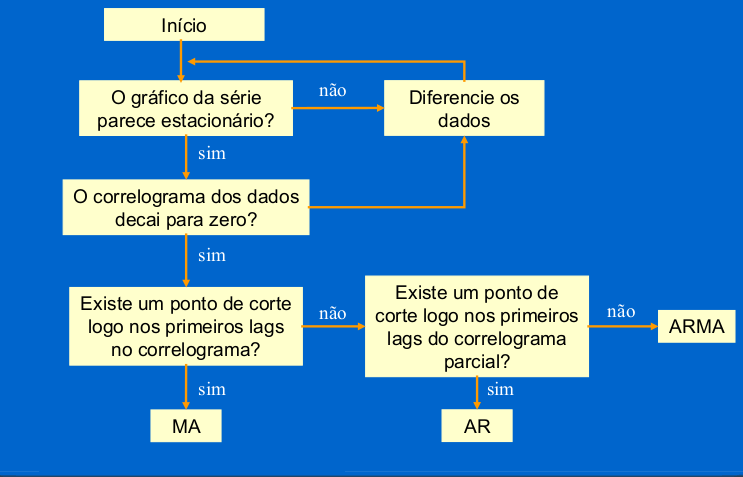 Início
O gráfico da série
parece estacionário?
não
Diferencie os
dados
sim
O correlograma dos dados
decai para zero?
sim
Existe um ponto de corte
logo nos primeiros lags
no correlograma?
não
Existe um ponto de
corte logo nos primeiros
lags do correlograma
parcial?
não
ARMA
sim
MA
sim
AR